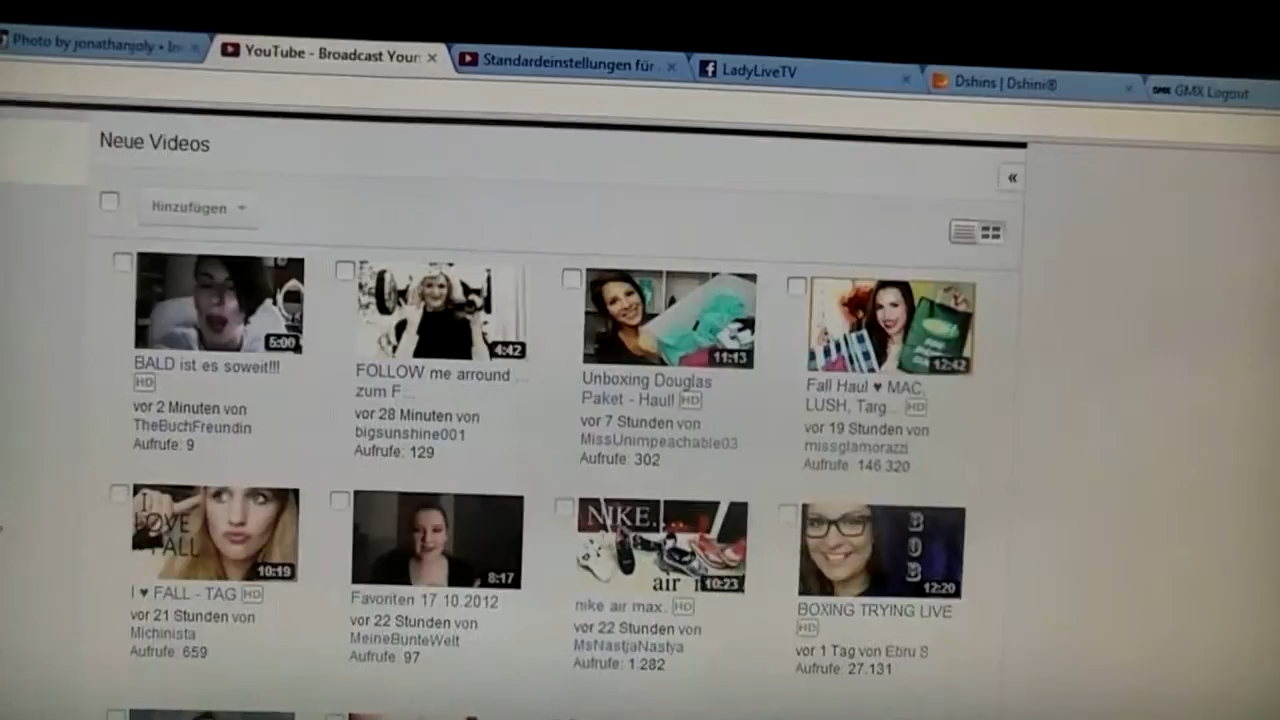 Photo by jonathanjoly • In
YouTube - Broadcast Your
Standardeinstellungen für
LadyLiveTV
Dshins | Dshini®
GMX Logout
Neue Videos
«
Hinzufügen
5:00
4:42
11:13
12:42
BALD ist es soweit!!!
HD
vor 2 Minuten von
TheBuchFreundin
Aufrufe: 9
FOLLOW me arround ...
zum F...
vor 28 Minuten von
bigsunshine001
Aufrufe: 129
Unboxing Douglas
Paket - Haul! HD
vor 7 Stunden von
MissUnimpeachable03
Aufrufe: 302
Fall Haul ♥ MAC,
LUSH, Targ... HD
vor 19 Stunden von
missglamorazzi
Aufrufe: 146.320
I
LOVE
FALL
10:19
8:17
NIKE....
air
10:23
BOB
12:20
I ♥ FALL - TAG HD
vor 21 Stunden von
Michinista
Aufrufe: 659
Favoriten 17.10.2012
vor 22 Stunden von
MeineBunteWelt
Aufrufe: 97
nike air max. HD
vor 22 Stunden von
MsNastjaNastya
Aufrufe: 1.282
BOXING TRYING LIVE
HD
vor 1 Tag von Ebru S
Aufrufe: 27.131